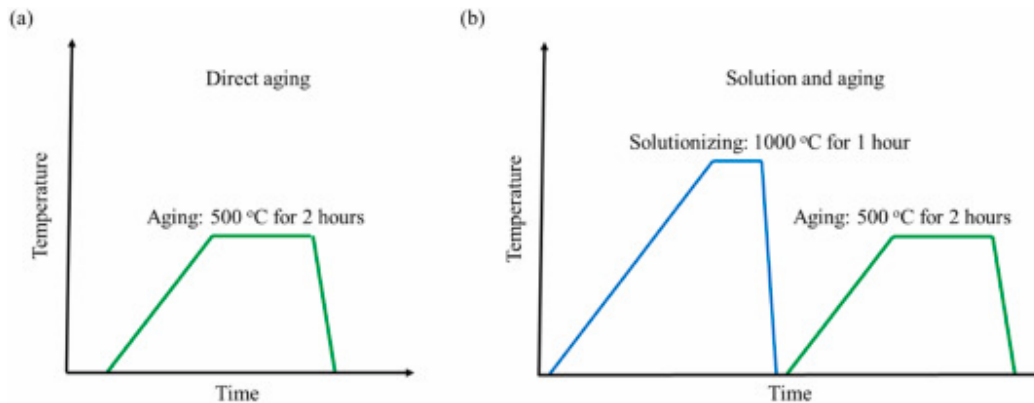 (a)
Direct aging
Aging: 500 °C for 2 hours
Temperature
Time
(b)
Solution and aging
Solutionizing: 1000 °C for 1 hour
Aging: 500 °C for 2 hours
Temperature
Time